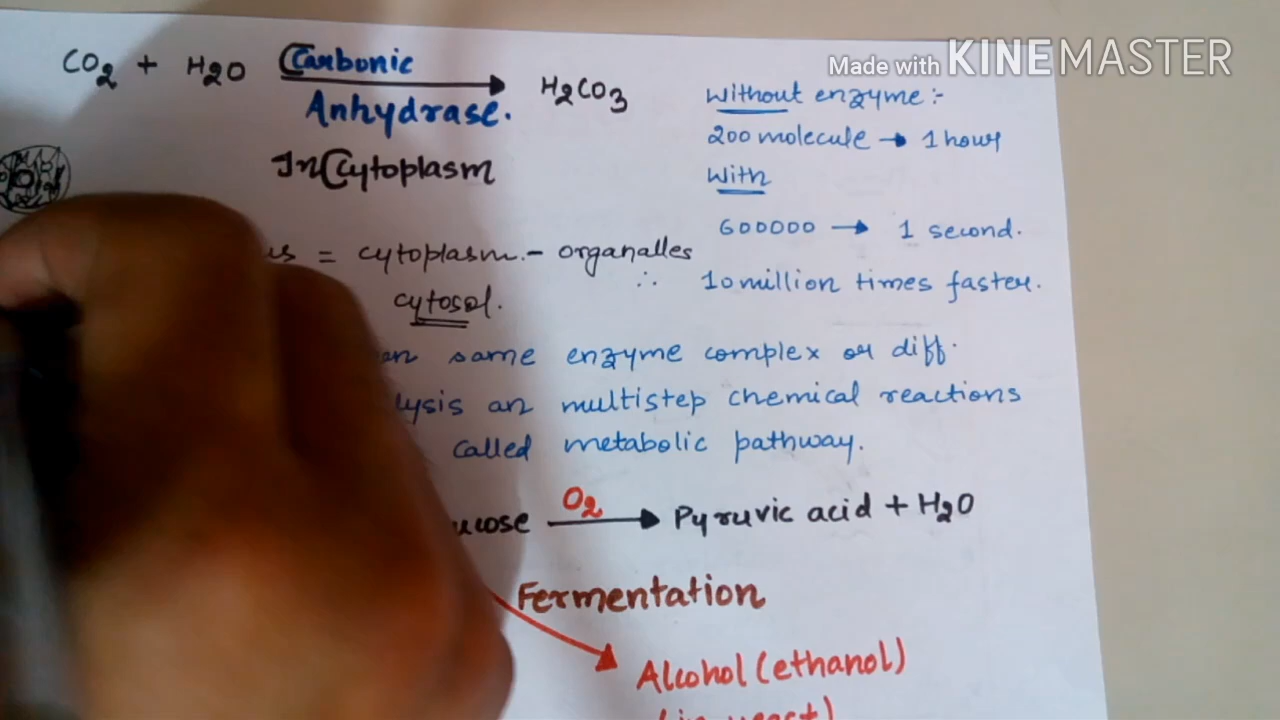 Made with KINEMASTER
CO2 + H2O Carbonic Anhydrase. H2CO3
In Cytoplasm
Without enzyme :-
200 molecule → 1 hour
With
600000 → 1 second.
∴ 10 million times faster.
= cytoplasm - organalles
cytosol.
same enzyme complex or diff.
an multistep chemical reactions
called metabolic pathway.
O2 → Pyruvic acid + H2O
Fermentation
Alcohol (ethanol)